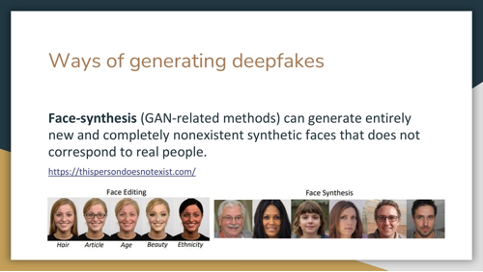 Ways of generating deepfakes
Face-synthesis (GAN-related methods) can generate entirely
new and completely nonexistent synthetic faces that does not
correspond to real people.
https://thispersondoesnotexist.com/
Face Editing
Face Synthesis
Hair Article Age Beauty Ethnicity